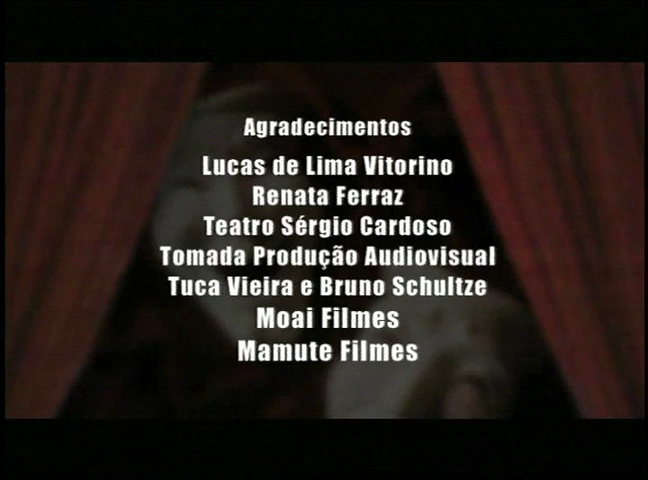 Agradecimentos
Lucas de Lima Vitorino
Renata Ferraz
Teatro Sérgio Cardoso
Tomada Produção Audiovisual
Tuca Vieira e Bruno Schultze
Moai Filmes
Mamute Filmes